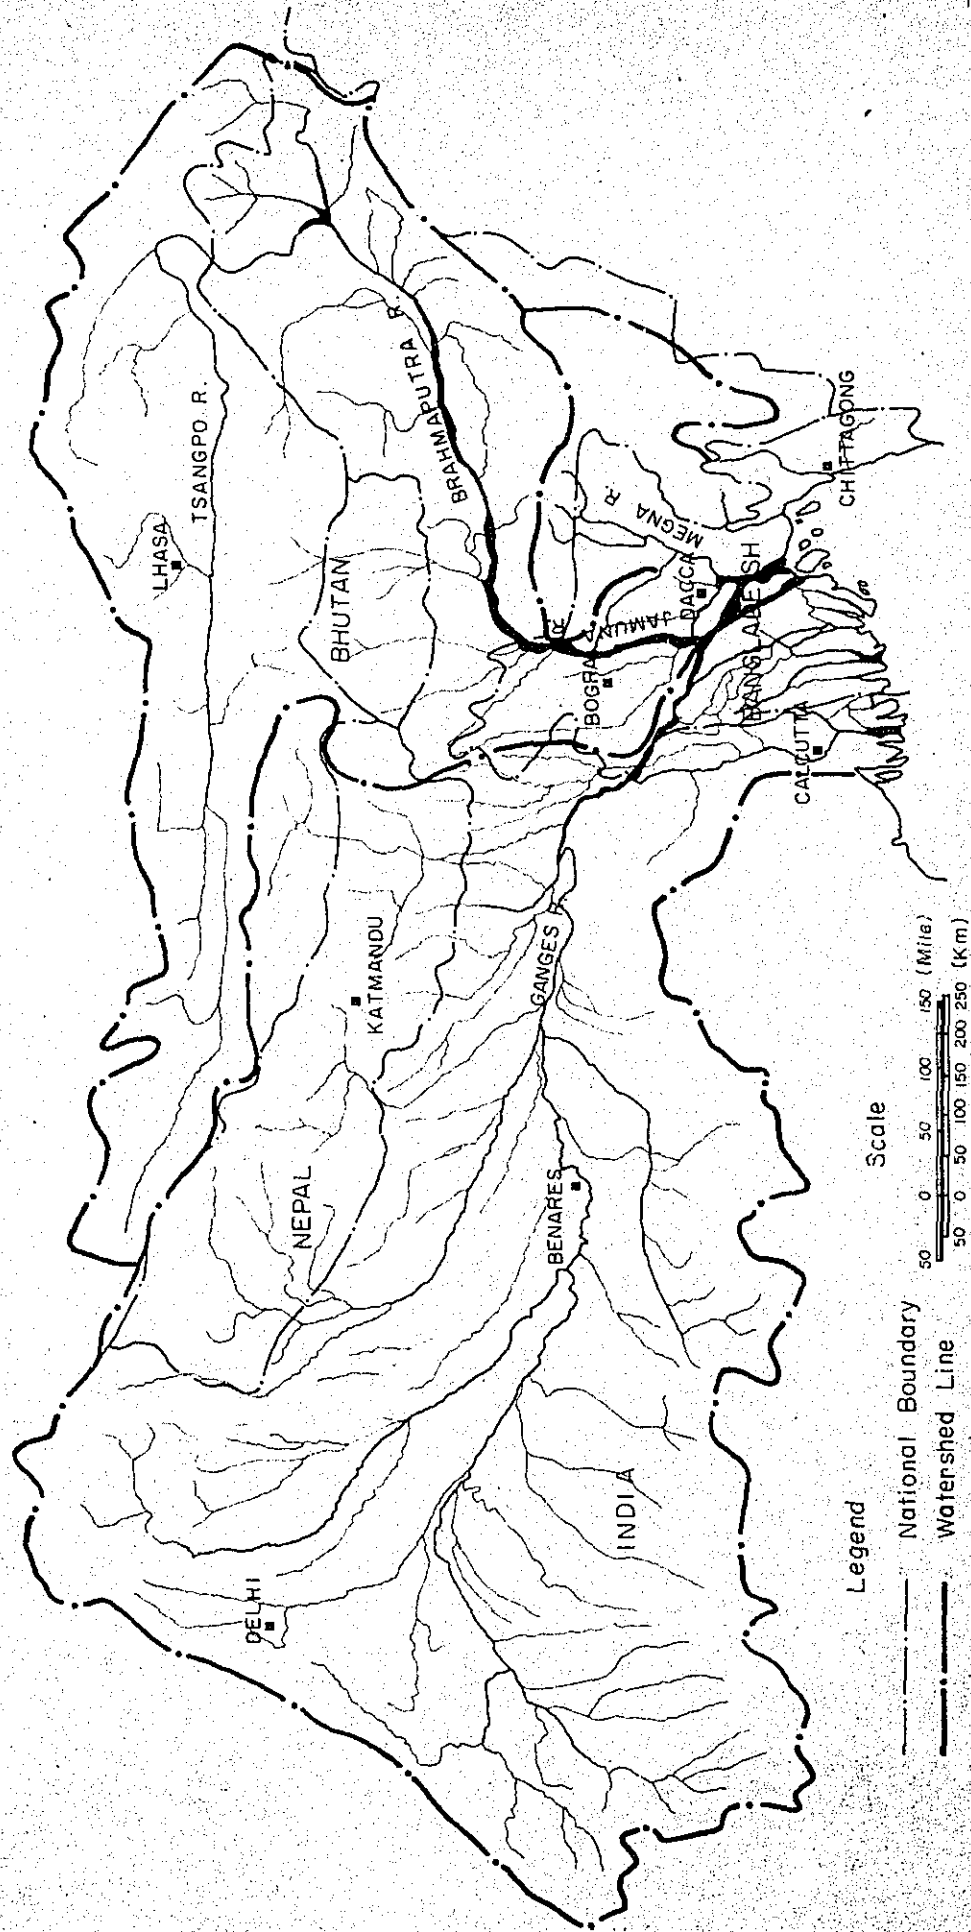 LHASA
TSANGPO R.
BHUTAN
BRAHMAPUTRA R.
NEPAL
KATMANDU
DELHI
BENARES
GANGES R.
BOGRA
JAMUNA R.
MEGNA R.
DACCA
BANGLADESH
CALCUTTA
CHITTAGONG
INDIA
Legend
National Boundary
Watershed Line
Scale
50 0 50 100 150 (Mile)
50 0 50 100 150 200 250 (Km)